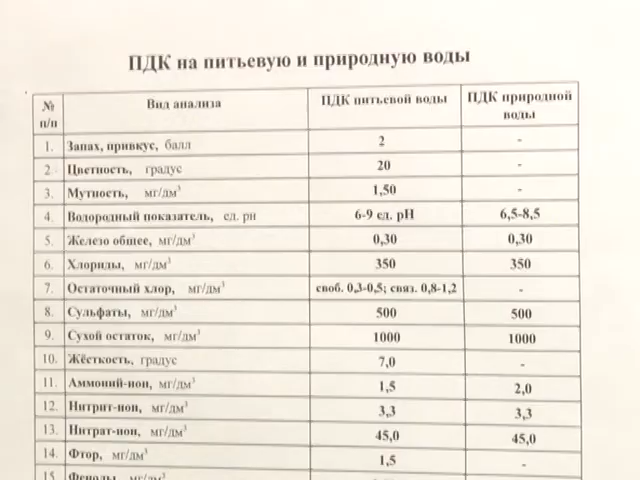 ПДК на питьевую и природную воды
№ п/п Вид анализа ПДК питьевой воды ПДК природной воды
1. Запах, привкус, балл 2 -
2 Цветность, градус 20 -
3. Мутность, мг/дм³ 1,50 -
4. Водородный показатель, ед. рн 6-9 ед. рН 6,5-8,5
5. Железо общее, мг/дм³ 0,30 0,30
6. Хлориды, мг/дм³ 350 350
7. Остаточный хлор, мг/дм³ своб. 0,3-0,5; связ. 0,8-1,2 -
8. Сульфаты, мг/дм³ 500 500
9. Сухой остаток, мг/дм³ 1000 1000
10. Жёсткость, градус 7,0 -
11. Аммоний-ион, мг/дм³ 1,5 2,0
12. Нитрит-ион, мг/дм³ 3,3 3,3
13. Нитрат-ион, мг/дм³ 45,0 45,0
14. Фтор, мг/дм³ 1,5 -
15. Фенолы, мг/дм³